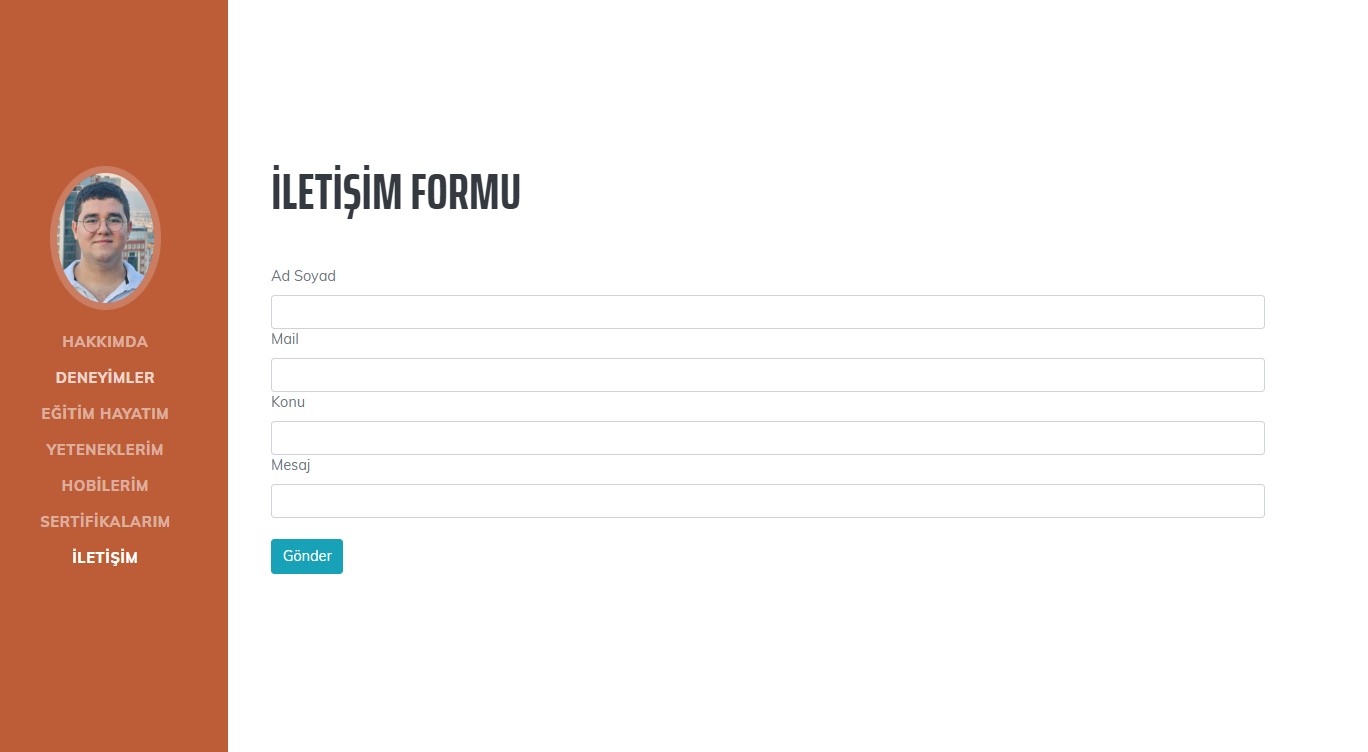 HAKKIMDA
DENEYİMLER
EĞİTİM HAYATIM
YETENEKLERİM
HOBİLERİM
SERTİFİKALARIM
İLETİŞİM
İLETİŞİM FORMU
Ad Soyad
Mail
Konu
Mesaj
Gönder